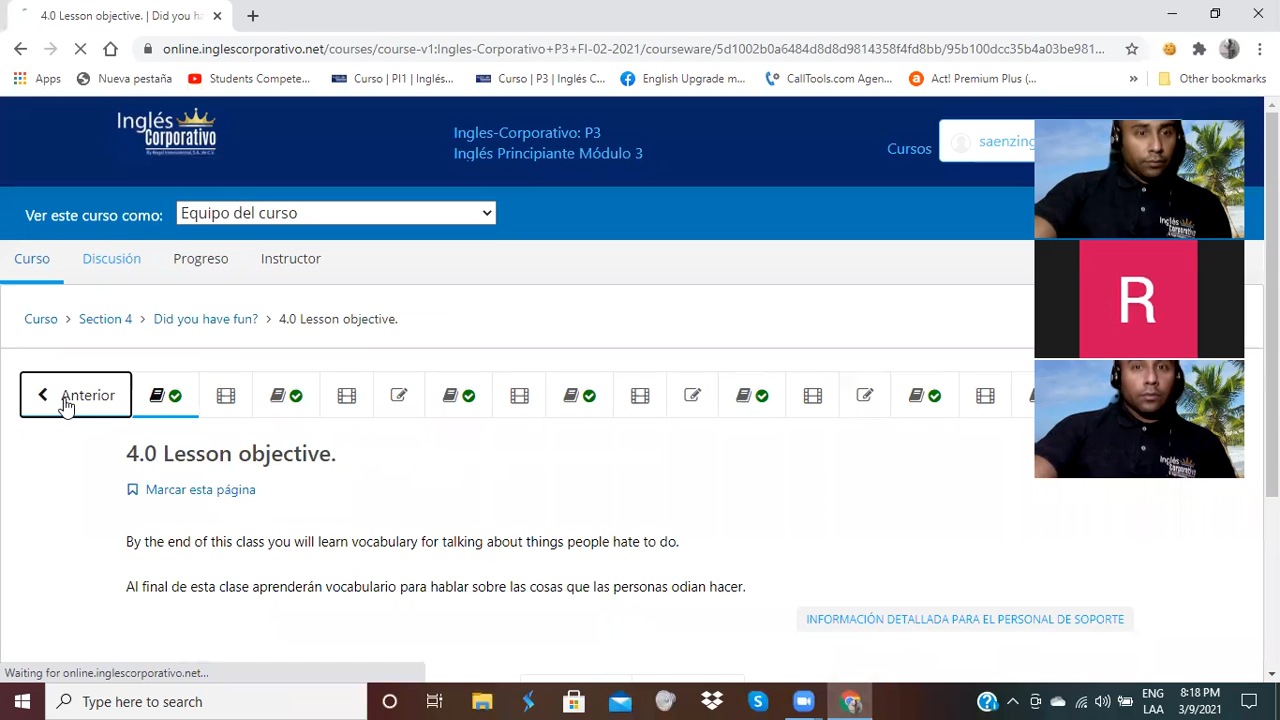 4.0 Lesson objective. | Did you ha
online.inglescorporativo.net/courses/course-v1:Ingles-Corporativo+P3+FI-02-2021/courseware/5d1002b0a6484d8d8d9814358f4fd8bb/95b100dcc35b4a03be981...
Apps
Nueva pestaña
Students Compete...
Curso | PI1 | Inglés...
Curso | P3 | Inglés C...
English Upgrade m...
CallTools.com Agen...
Act! Premium Plus (...
»
Other bookmarks
Inglés
Corporativo
Ingles-Corporativo: P3
Inglés Principiante Módulo 3
Cursos
saenzing
Ver este curso como:
Equipo del curso
Curso
Discusión
Progreso
Instructor
Curso > Section 4 > Did you have fun? > 4.0 Lesson objective.
R
Anterior
4.0 Lesson objective.
Marcar esta página
By the end of this class you will learn vocabulary for talking about things people hate to do.
Al final de esta clase aprenderán vocabulario para hablar sobre las cosas que las personas odian hacer.
INFORMACIÓN DETALLADA PARA EL PERSONAL DE SOPORTE
Waiting for online.inglescorporativo.net...
Type here to search
ENG
LAA
8:18 PM
3/9/2021